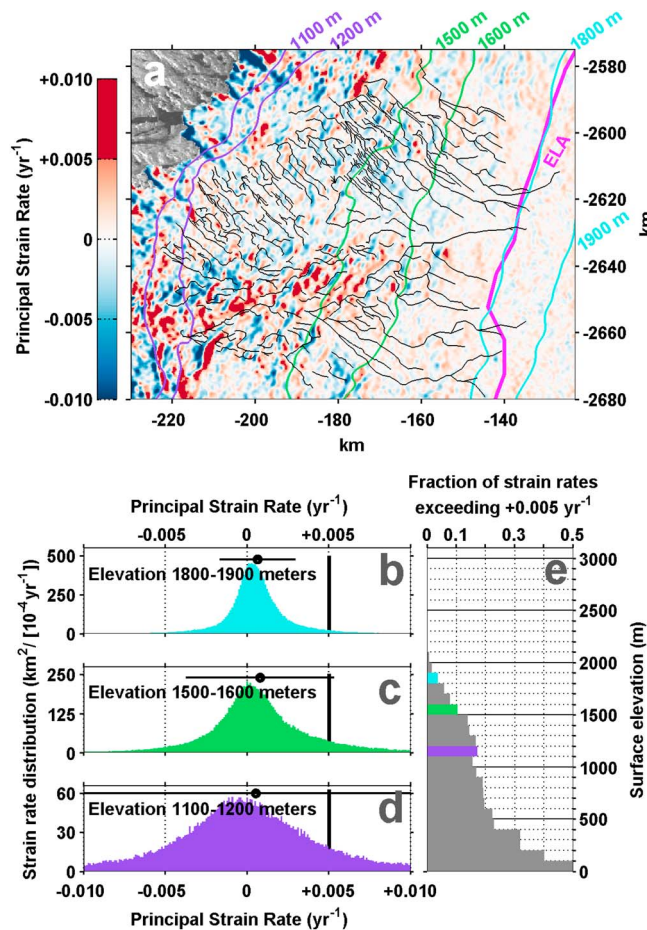 1100 m
1200 m
1500 m
1600 m
1800 m
+0.010
+0.005
0
-0.005
-0.010
Principal Strain Rate (yr-1)
a
ELA
1900 m
-2580
-2600
-2620
-2640
-2660
-2680
km
-220
-200
-180
-160
-140
km
Principal Strain Rate (yr-1)
-0.005
0
+0.005
Fraction of strain rates
exceeding +0.005 yr-1
0
0.1
0.3
0.5
Strain rate distribution (km2/ [10-4yr-1])
500
250
0
Elevation 1800-1900 meters
b
250
125
0
Elevation 1500-1600 meters
c
60
30
0
Elevation 1100-1200 meters
d
-0.010
-0.005
0
+0.005
+0.010
Principal Strain Rate (yr-1)
e
3000
2500
2000
1500
1000
500
0
Surface elevation (m)